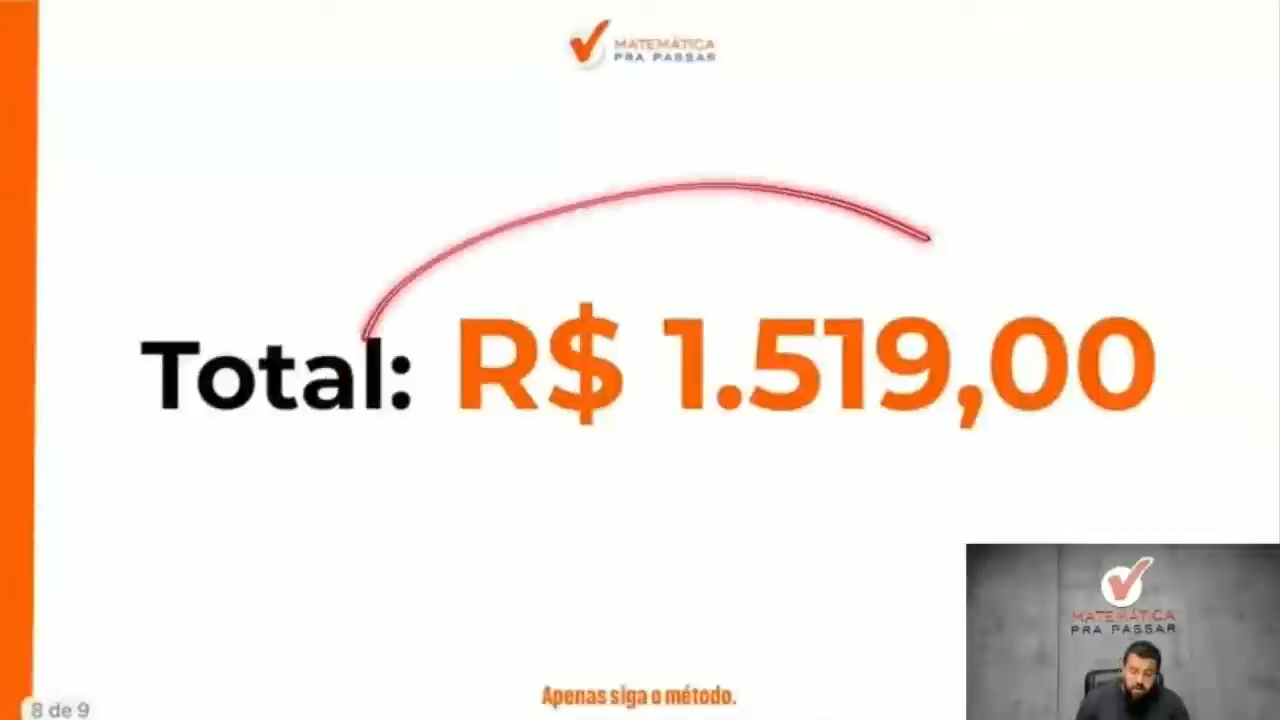 MATEMÁTICA
PRA PASSAR
Total: R$ 1.519,00
MATEMÁTICA
PRA PASSAR
Apenas siga o método.
8 de 9